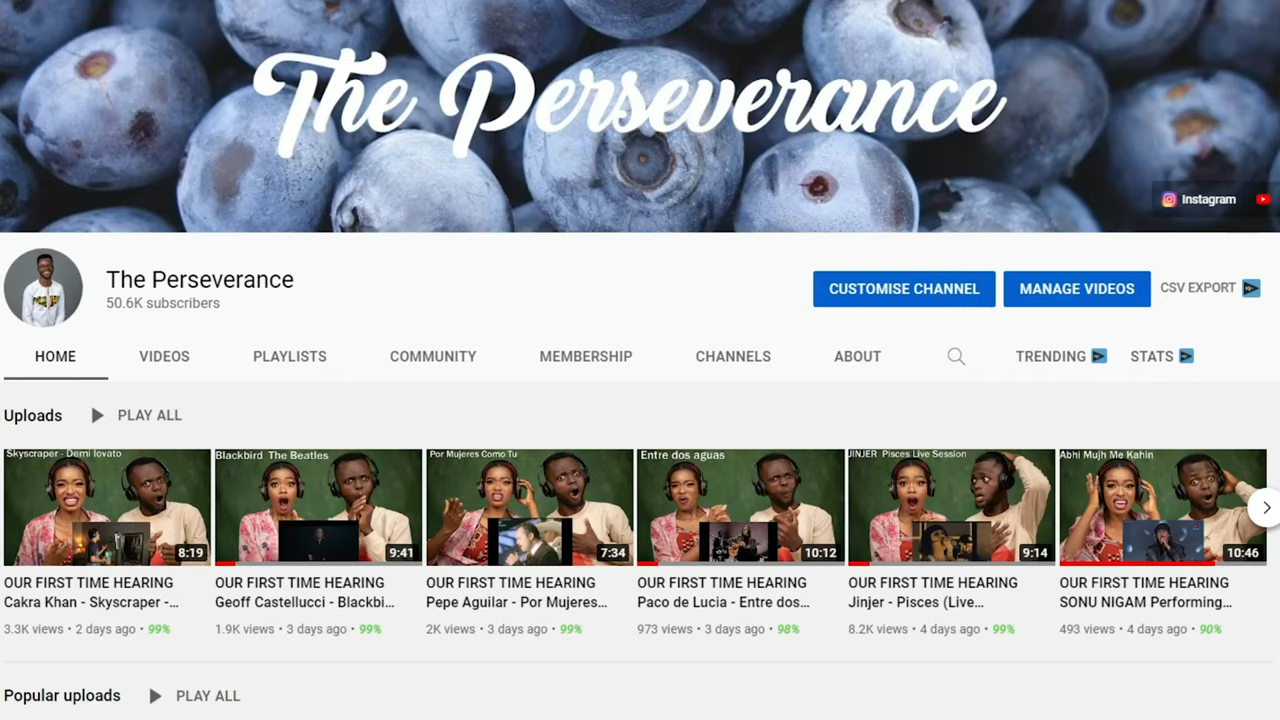 The Perseverance
Instagram
The Perseverance
50.6K subscribers
CUSTOMISE CHANNEL
MANAGE VIDEOS
CSV EXPORT
HOME
VIDEOS
PLAYLISTS
COMMUNITY
MEMBERSHIP
CHANNELS
ABOUT
TRENDING
STATS
Uploads
PLAY ALL
Skyscraper - Demi lovato
8:19
OUR FIRST TIME HEARING
Cakra Khan - Skyscraper -...
3.3K views • 2 days ago • 99%
Blackbird The Beatles
9:41
OUR FIRST TIME HEARING
Geoff Castellucci - Blackbi...
1.9K views • 3 days ago • 99%
Por Mujeres Como Tu
7:34
OUR FIRST TIME HEARING
Pepe Aguilar - Por Mujeres...
2K views • 3 days ago • 99%
Entre dos aguas
10:12
OUR FIRST TIME HEARING
Paco de Lucia - Entre dos...
973 views • 3 days ago • 98%
JINJER Pisces Live Session
9:14
OUR FIRST TIME HEARING
Jinjer - Pisces (Live...
8.2K views • 4 days ago • 99%
Abhi Mujh Me Kahin
10:46
OUR FIRST TIME HEARING
SONU NIGAM Performing...
493 views • 4 days ago • 90%
Popular uploads
PLAY ALL